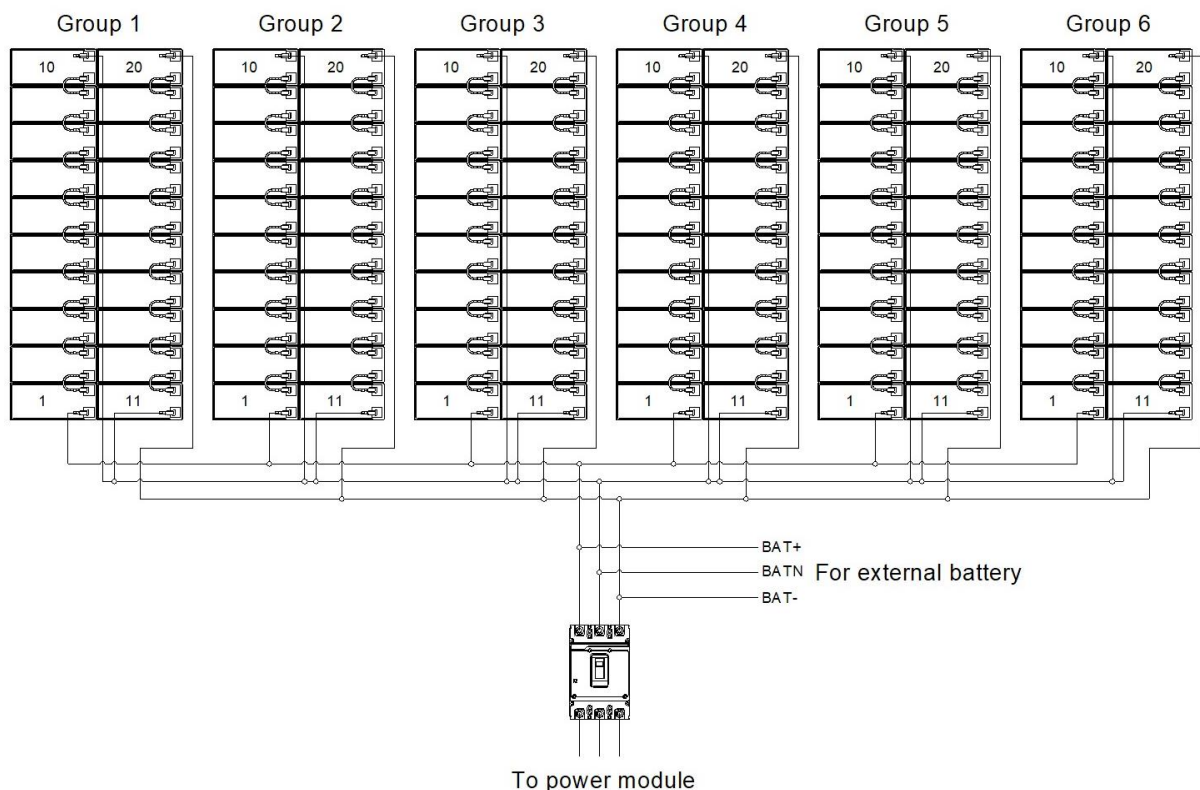 Group 1 Group 2 Group 3 Group 4 Group 5 Group 6
10 20 10 20 10 20 10 20 10 20 10 20
1 11 1 11 1 11 1 11 1 11 1 11
BAT+
BATN For external battery
BAT-
To power module